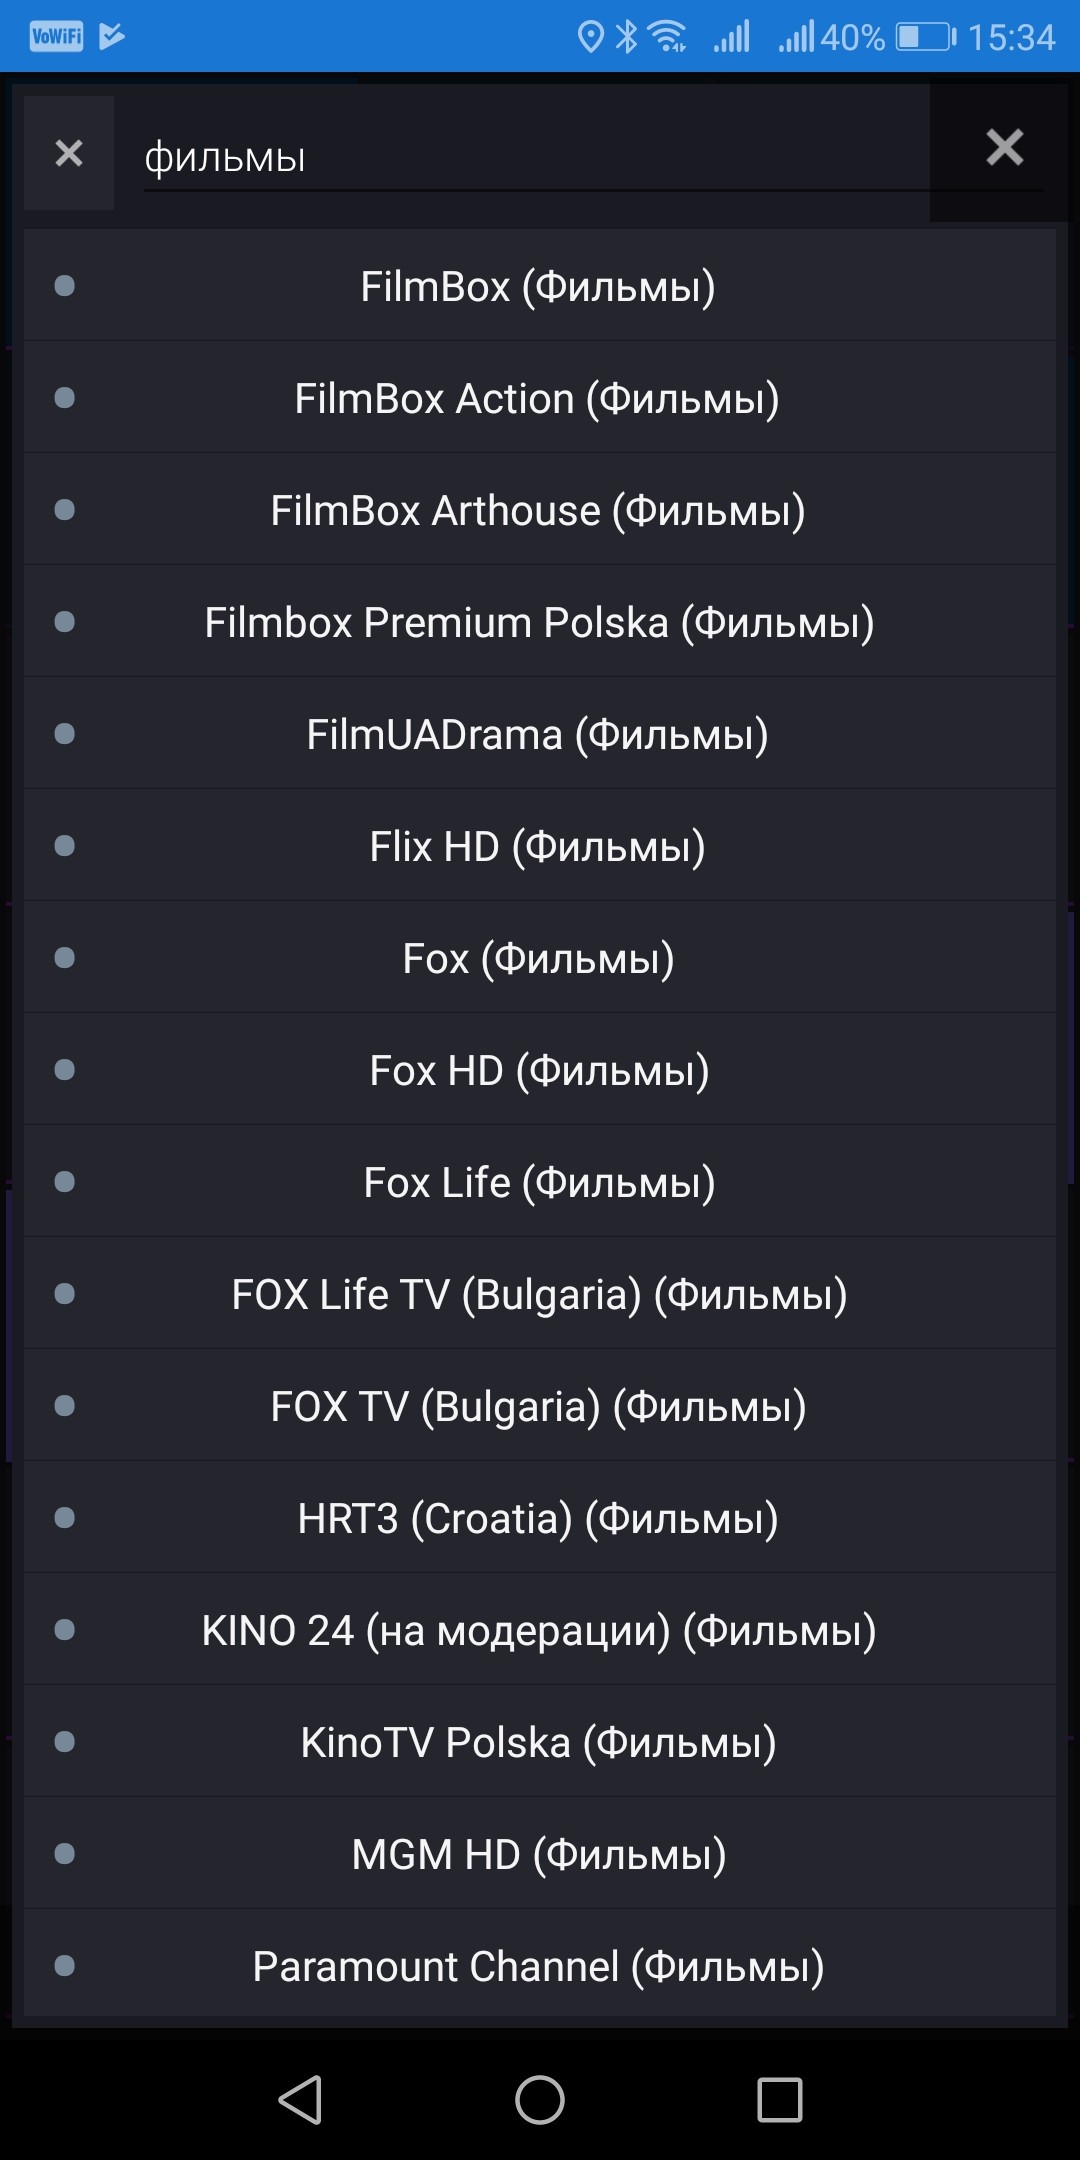 VoWiFi
40% 15:34
фильмы
FilmBox (Фильмы)
FilmBox Action (Фильмы)
FilmBox Arthouse (Фильмы)
Filmbox Premium Polska (Фильмы)
FilmUADrama (Фильмы)
Flix HD (Фильмы)
Fox (Фильмы)
Fox HD (Фильмы)
Fox Life (Фильмы)
FOX Life TV (Bulgaria) (Фильмы)
FOX TV (Bulgaria) (Фильмы)
HRT3 (Croatia) (Фильмы)
KINO 24 (на модерации) (Фильмы)
KinoTV Polska (Фильмы)
MGM HD (Фильмы)
Paramount Channel (Фильмы)